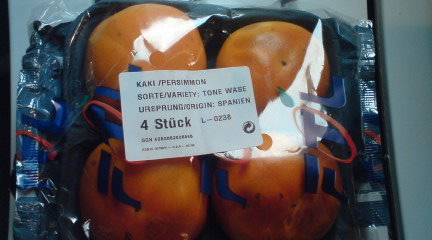 KAKI /PERSIMMON
SORTE/VARIETY: TONE WASE
URSPRUNG/ORIGIN: SPANIEN
4 Stück L-0238